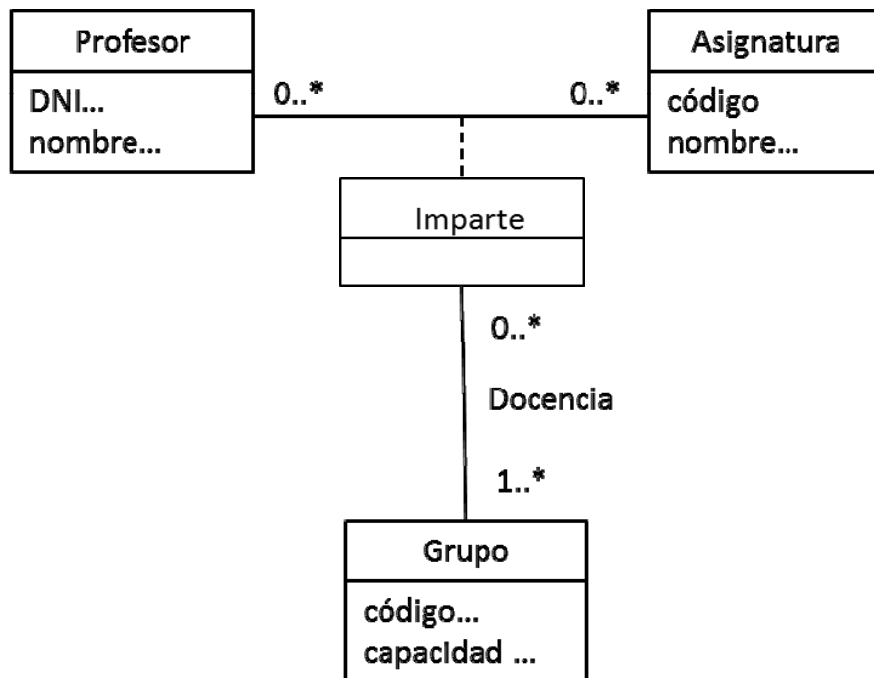 Profesor
DNI...
nombre...
0..*
0..*
Asignatura
código
nombre...
Imparte
0..*
Docencia
1..*
Grupo
código...
capacidad ...